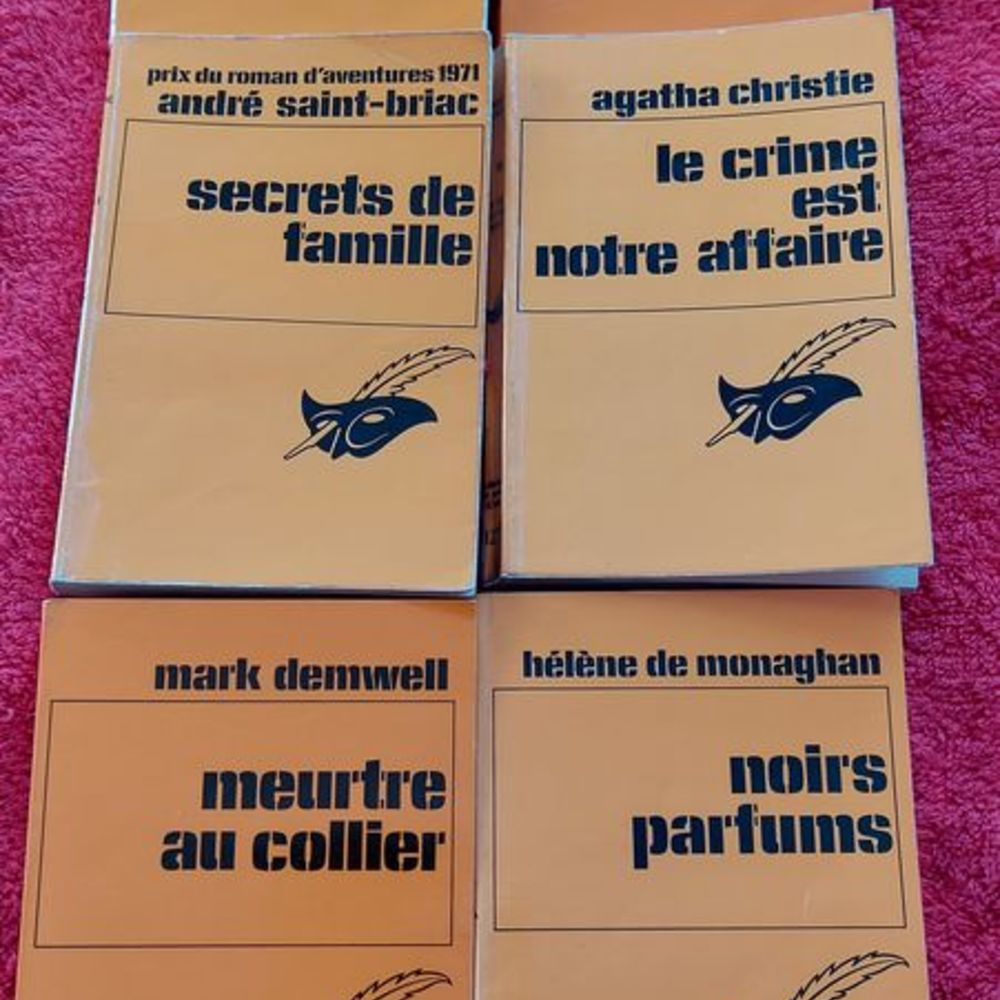 prix du roman d'aventures 1971
andré saint-briac
secrets de
famille
agatha christie
le crime
est
notre affaire
mark demwell
meurtre
au collier
hélène de monaghan
noirs
parfums